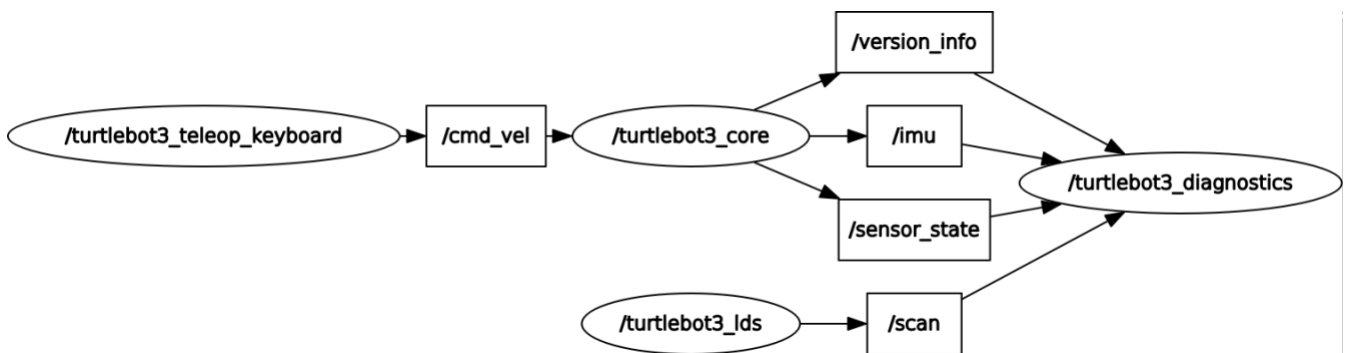 /version_info
/turtlebot3_teleop_keyboard
/cmd_vel
/turtlebot3_core
/imu
/turtlebot3_diagnostics
/sensor_state
/turtlebot3_lds
/scan